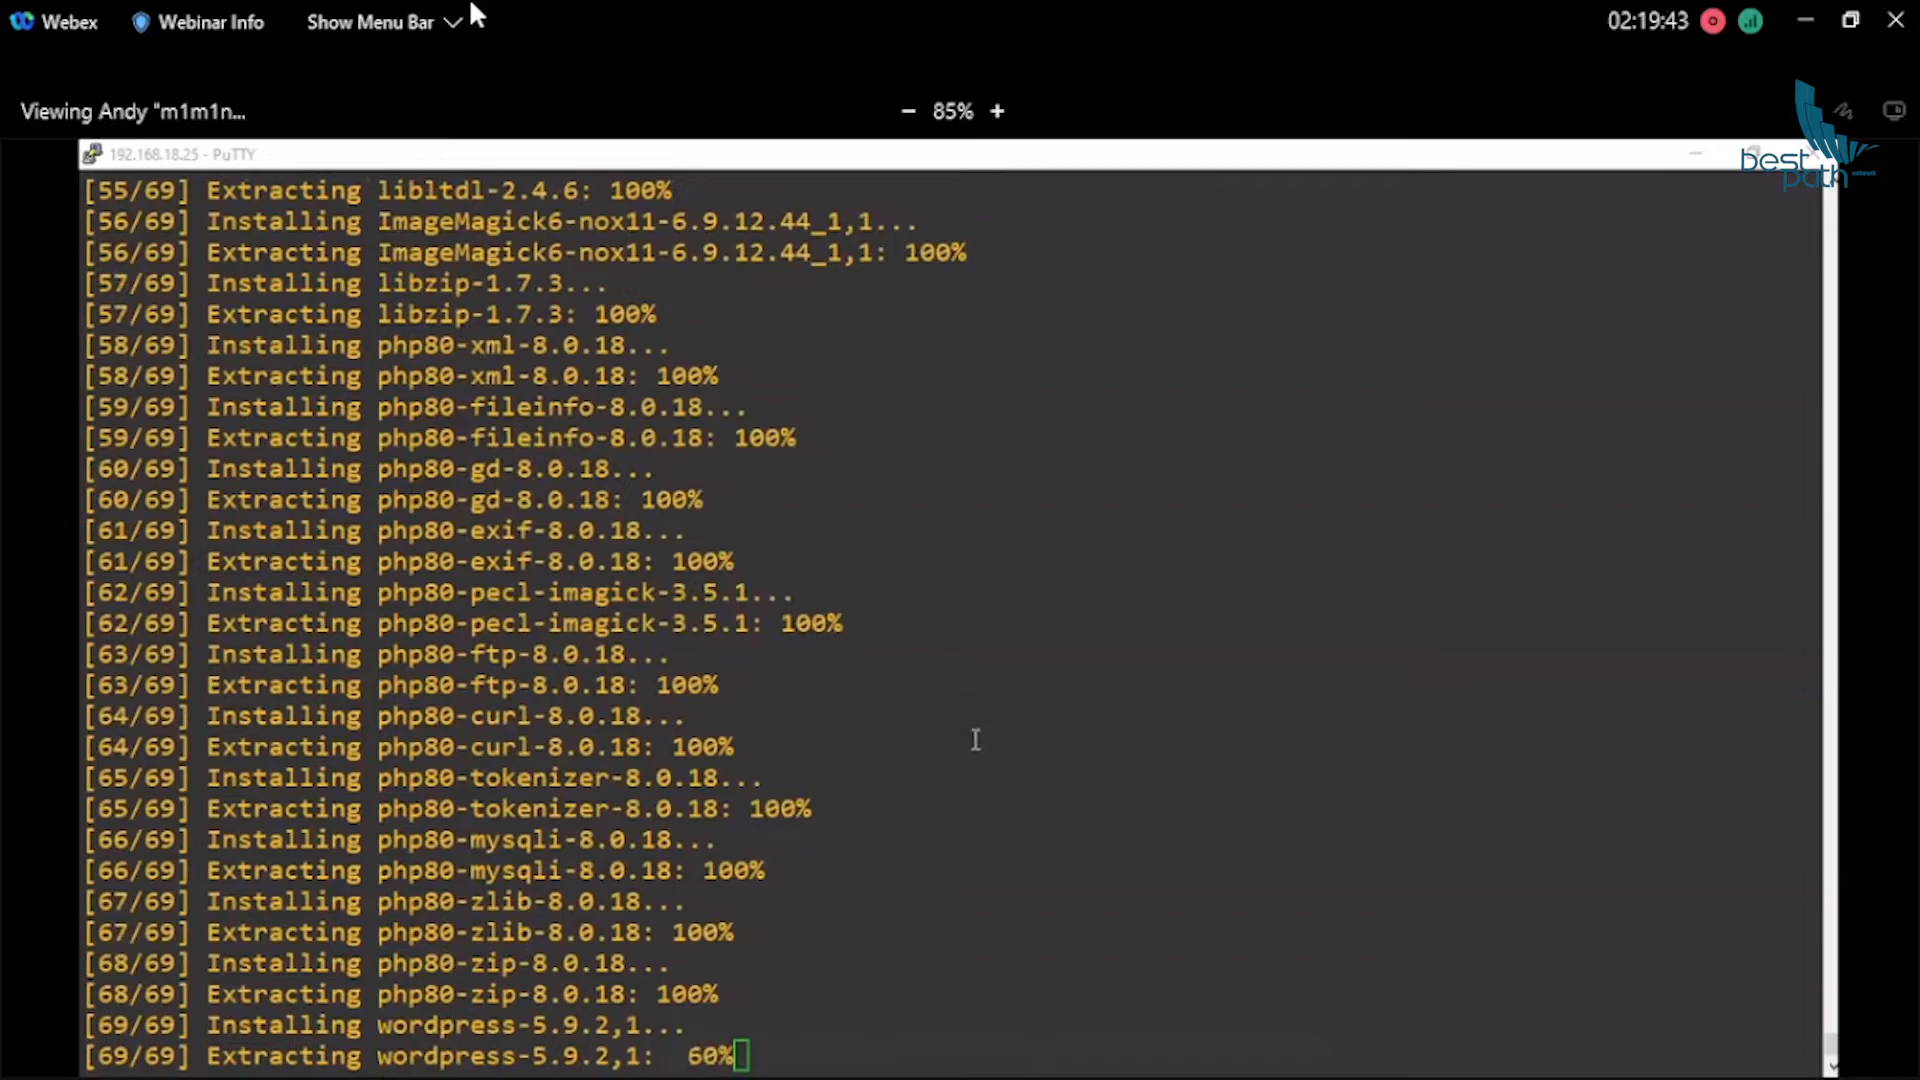 Webex Webinar Info Show Menu Bar 02:19:43
Viewing Andy "m1m1n... 85%
best path network
192.168.18.25 - PuTTY
[55/69] Extracting libltdl-2.4.6: 100%
[56/69] Installing ImageMagick6-nox11-6.9.12.44_1,1...
[56/69] Extracting ImageMagick6-nox11-6.9.12.44_1,1: 100%
[57/69] Installing libzip-1.7.3...
[57/69] Extracting libzip-1.7.3: 100%
[58/69] Installing php80-xml-8.0.18...
[58/69] Extracting php80-xml-8.0.18: 100%
[59/69] Installing php80-fileinfo-8.0.18...
[59/69] Extracting php80-fileinfo-8.0.18: 100%
[60/69] Installing php80-gd-8.0.18...
[60/69] Extracting php80-gd-8.0.18: 100%
[61/69] Installing php80-exif-8.0.18...
[61/69] Extracting php80-exif-8.0.18: 100%
[62/69] Installing php80-pecl-imagick-3.5.1...
[62/69] Extracting php80-pecl-imagick-3.5.1: 100%
[63/69] Installing php80-ftp-8.0.18...
[63/69] Extracting php80-ftp-8.0.18: 100%
[64/69] Installing php80-curl-8.0.18...
[64/69] Extracting php80-curl-8.0.18: 100%
[65/69] Installing php80-tokenizer-8.0.18...
[65/69] Extracting php80-tokenizer-8.0.18: 100%
[66/69] Installing php80-mysqli-8.0.18...
[66/69] Extracting php80-mysqli-8.0.18: 100%
[67/69] Installing php80-zlib-8.0.18...
[67/69] Extracting php80-zlib-8.0.18: 100%
[68/69] Installing php80-zip-8.0.18...
[68/69] Extracting php80-zip-8.0.18: 100%
[69/69] Installing wordpress-5.9.2,1...
[69/69] Extracting wordpress-5.9.2,1: 60%